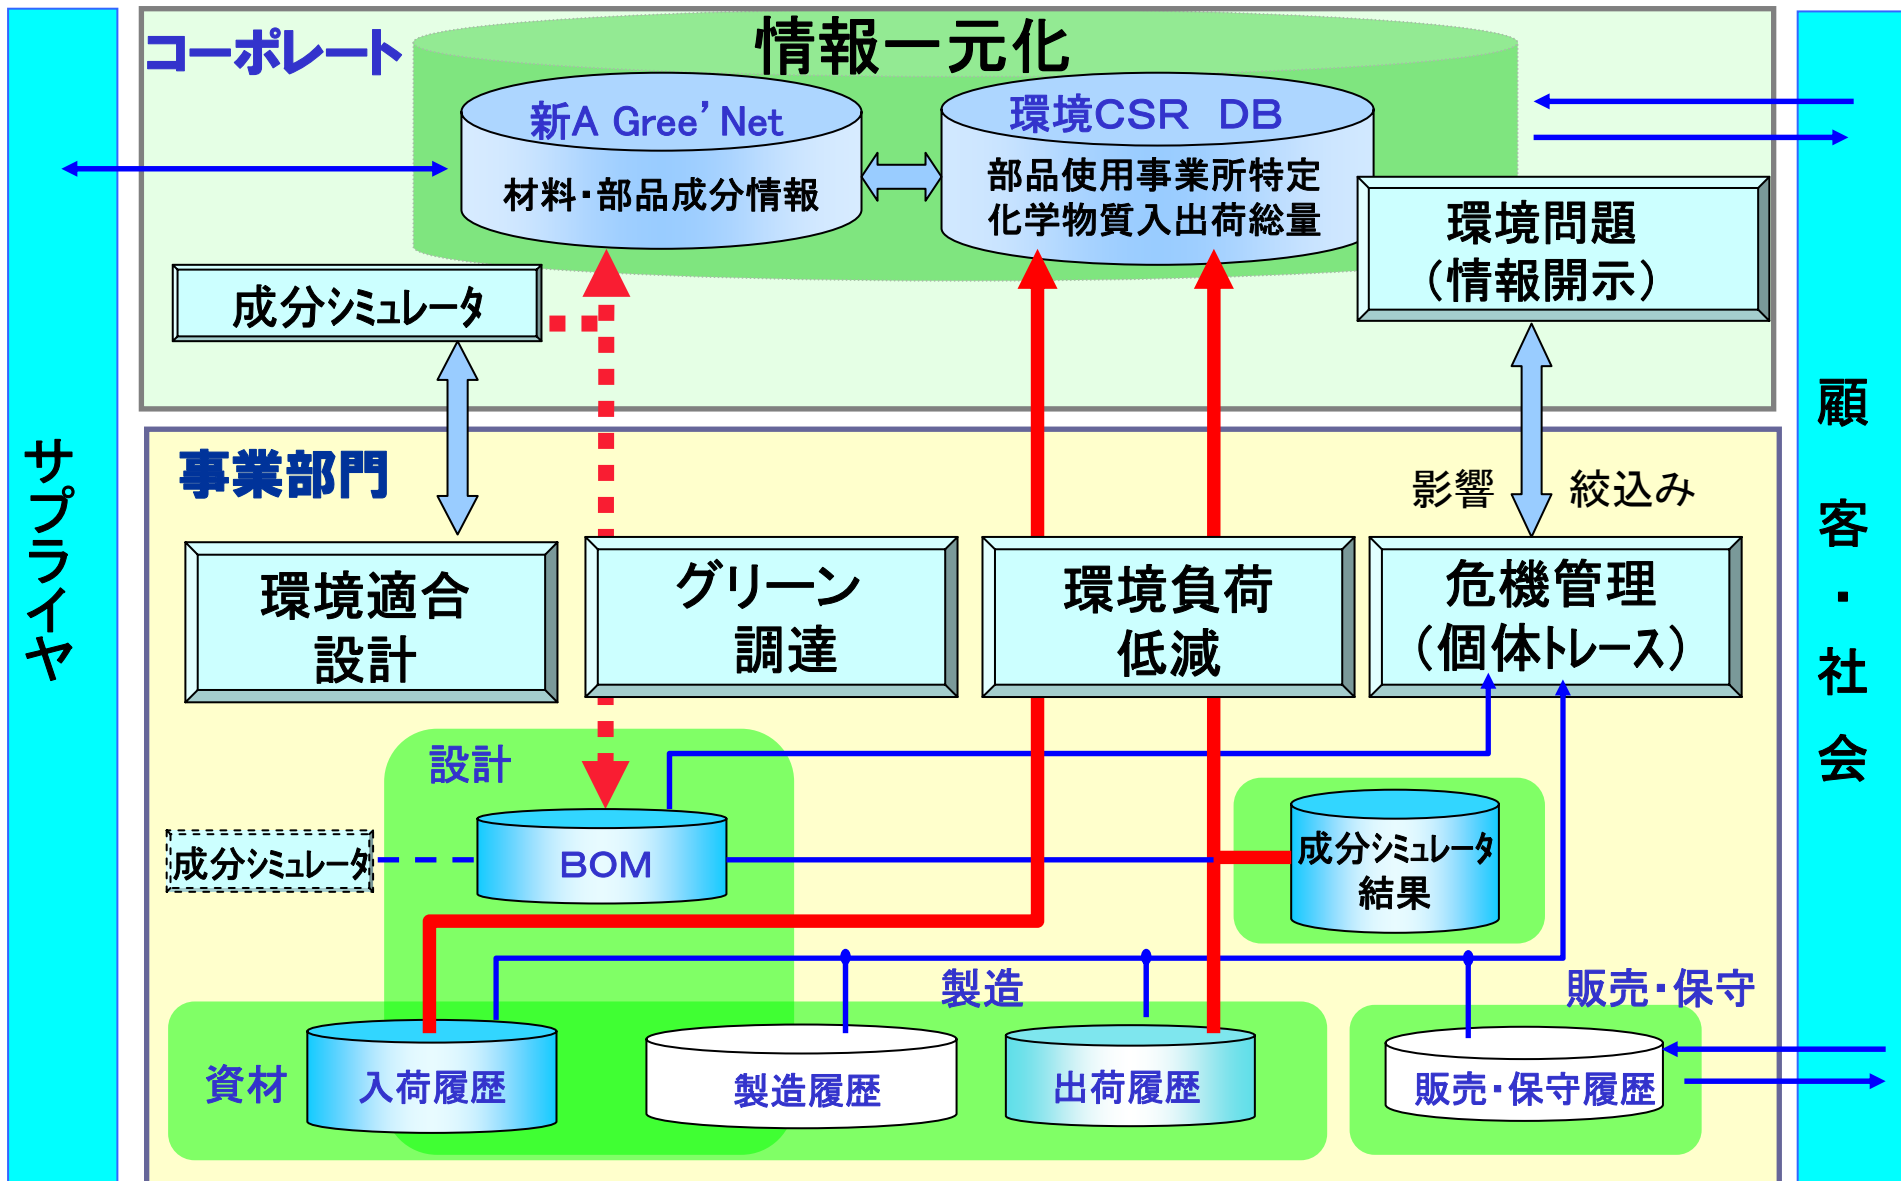 コーポレート
情報一元化
新A Gree’Net
材料・部品成分情報
環境CSR DB
部品使用事業所特定
化学物質入出荷総量
環境問題
（情報開示）
成分シミュレータ
サプライヤ
顧客・社会
事業部門
影響 絞込み
環境適合
設計
グリーン
調達
環境負荷
低減
危機管理
（個体トレース）
設計
成分シミュレータ
BOM
成分シミュレータ
結果
製造
販売・保守
資材
入荷履歴
製造履歴
出荷履歴
販売・保守履歴